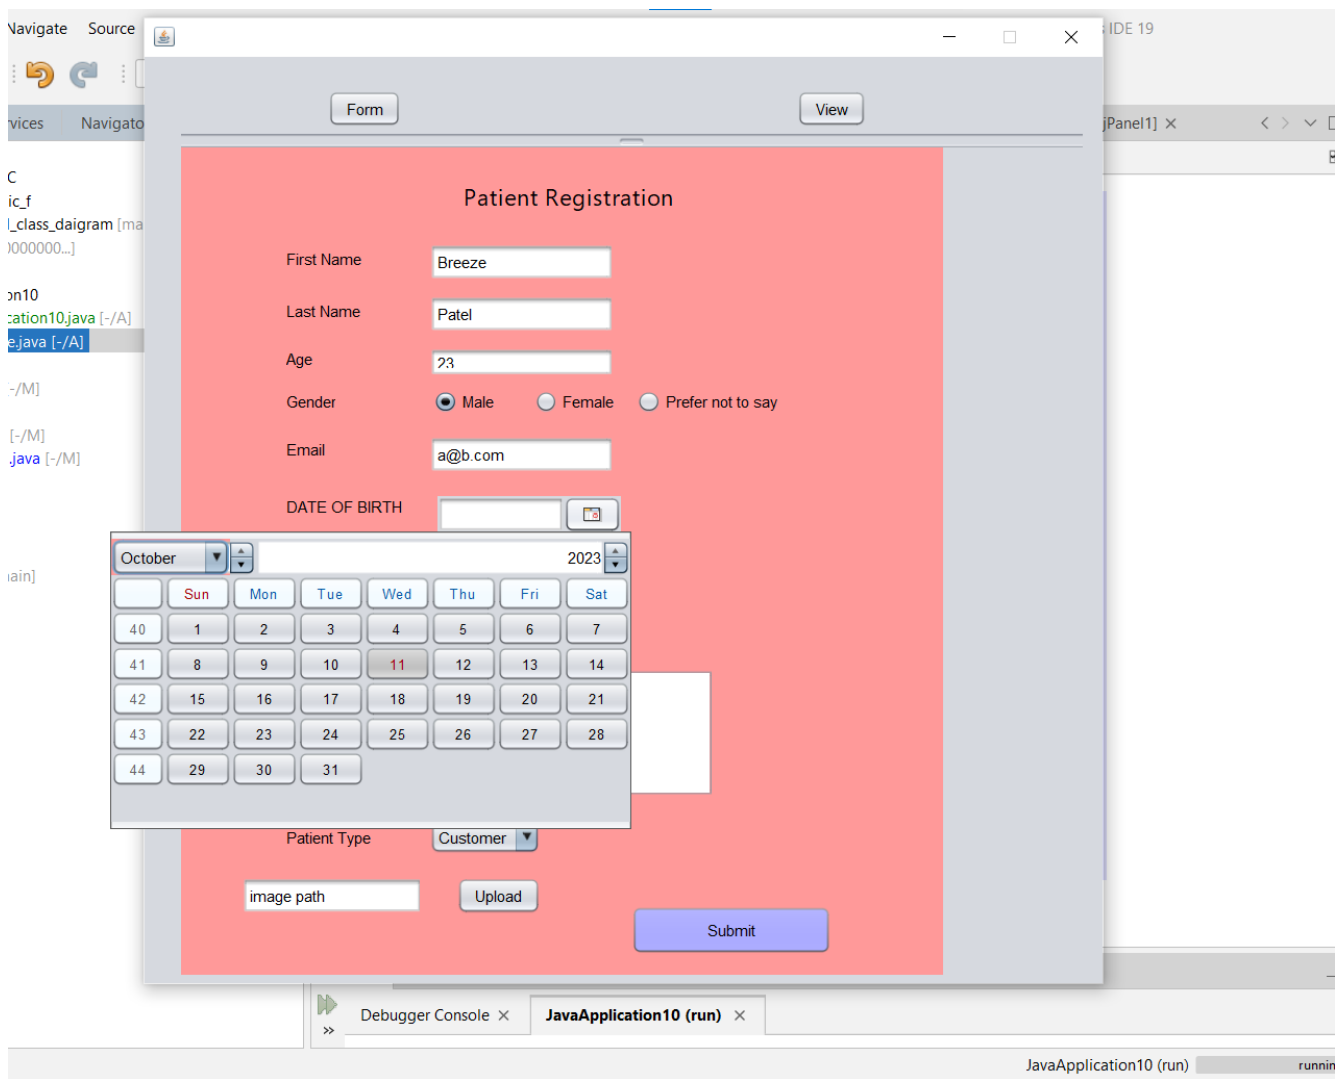 Navigate Source
IDE 19
Form
View
vices Navigato
jPanel1]
Patient Registration
C
ic_f
l_class_daigram [ma
0000000...]
on10
cation10.java [-/A]
e.java [-/A]
-/M]
[-/M]
.java [-/M]
ain]
First Name Breeze
Last Name Patel
Age 23
Gender Male Female Prefer not to say
Email a@b.com
DATE OF BIRTH
October 2023
Sun Mon Tue Wed Thu Fri Sat
40 1 2 3 4 5 6 7
41 8 9 10 11 12 13 14
42 15 16 17 18 19 20 21
43 22 23 24 25 26 27 28
44 29 30 31
Patient Type Customer
image path Upload
Submit
Debugger Console JavaApplication10 (run)
JavaApplication10 (run) runnin